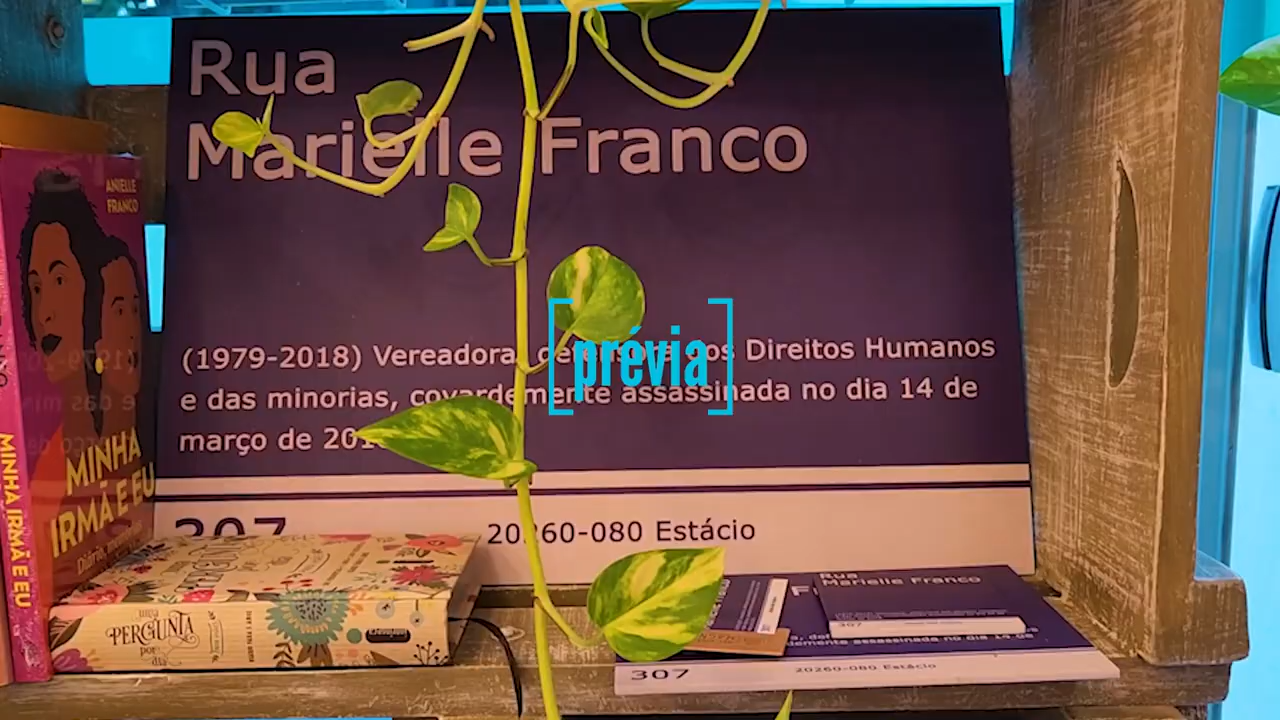 Rua
Marielle Franco
(1979-2018) Vereadora, defensora dos Direitos Humanos
e das minorias, covardemente assassinada no dia 14 de
março de
307
20260-080 Estácio
[prévia]
ANIELLE
FRANCO
MINHA
IRMÃ E EU
MINHA IRMÃ E EU
uma
PERGUNTA
por
dia
Rua
Marielle Franco
307
307
20260-080 Estácio